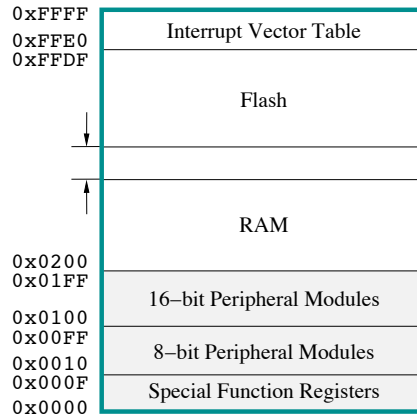 0xFFFF
Interrupt Vector Table
0xFFE0
0xFFDF
Flash
RAM
0x0200
0x01FF
16−bit Peripheral Modules
0x0100
0x00FF
8−bit Peripheral Modules
0x0010
0x000F
Special Function Registers
0x0000